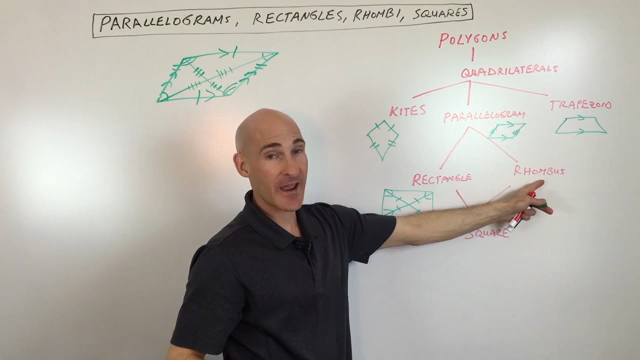 PARALLELOGRAMS, RECTANGLES, RHOMBI, SQUARES
POLYGONS
QUADRILATERALS
KITES PARALLELOGRAM TRAPEZOID
RECTANGLE RHOMBUS
SQUARE